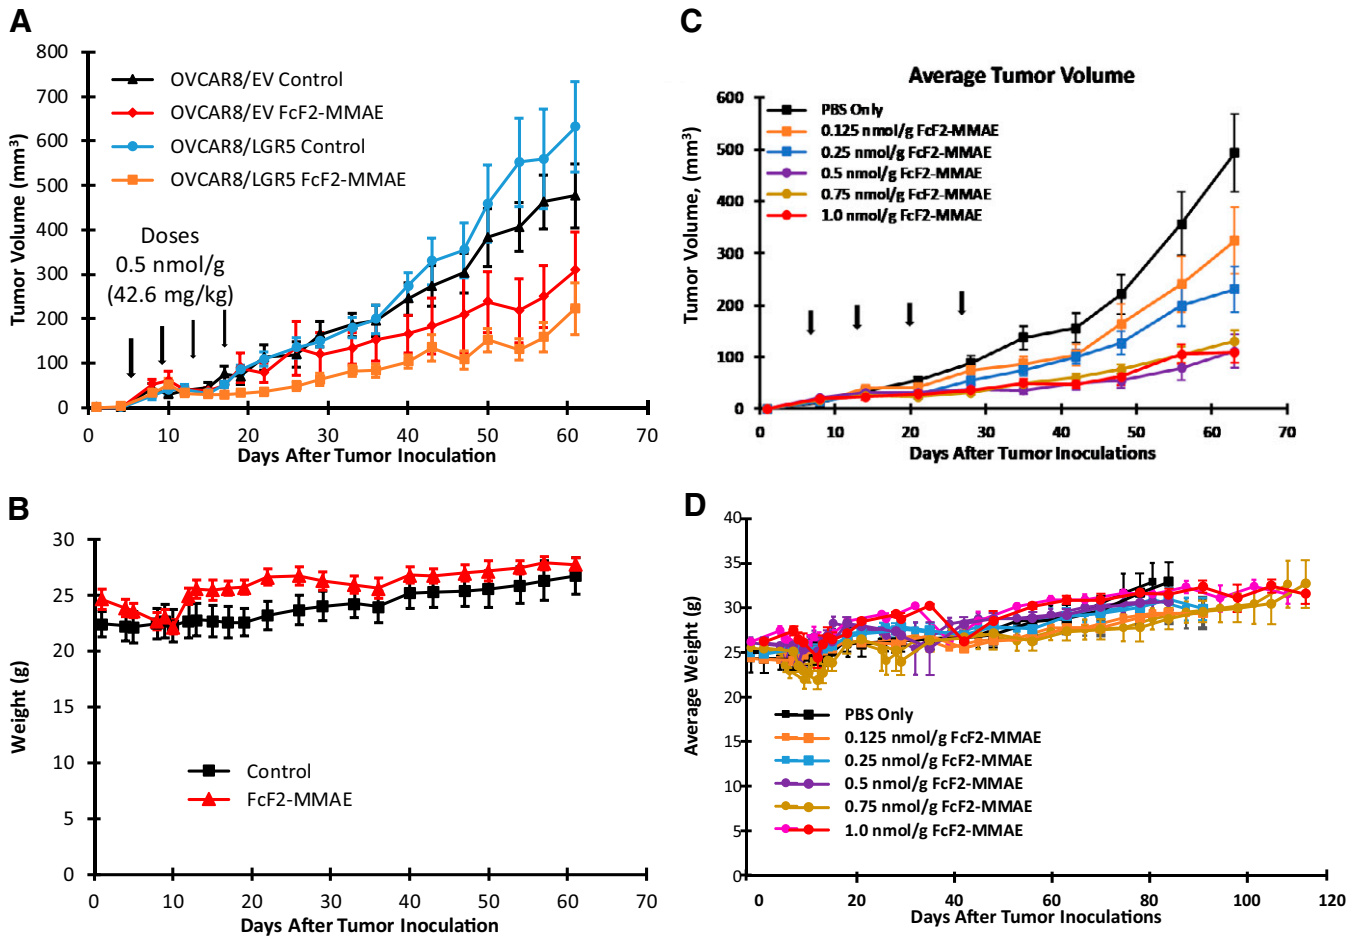 A
800
700
600
500
400
300
200
100
0
Tumor Volume (mm³)
OVCAR8/EV Control
OVCAR8/EV FcF2-MMAE
OVCAR8/LGR5 Control
OVCAR8/LGR5 FcF2-MMAE
Doses
0.5 nmol/g
(42.6 mg/kg)
0 10 20 30 40 50 60 70
Days After Tumor Inoculation
C
Average Tumor Volume
600
500
400
300
200
100
0
Tumor Volume, (mm³)
PBS Only
0.125 nmol/g FcF2-MMAE
0.25 nmol/g FcF2-MMAE
0.5 nmol/g FcF2-MMAE
0.75 nmol/g FcF2-MMAE
1.0 nmol/g FcF2-MMAE
0 10 20 30 40 50 60 70
Days After Tumor Inoculations
B
30
25
20
15
10
5
0
Weight (g)
Control
FcF2-MMAE
0 10 20 30 40 50 60 70
Days After Tumor Inoculation
D
40
35
30
25
20
15
10
5
0
Average Weight (g)
PBS Only
0.125 nmol/g FcF2-MMAE
0.25 nmol/g FcF2-MMAE
0.5 nmol/g FcF2-MMAE
0.75 nmol/g FcF2-MMAE
1.0 nmol/g FcF2-MMAE
0 20 40 60 80 100 120
Days After Tumor Inoculations